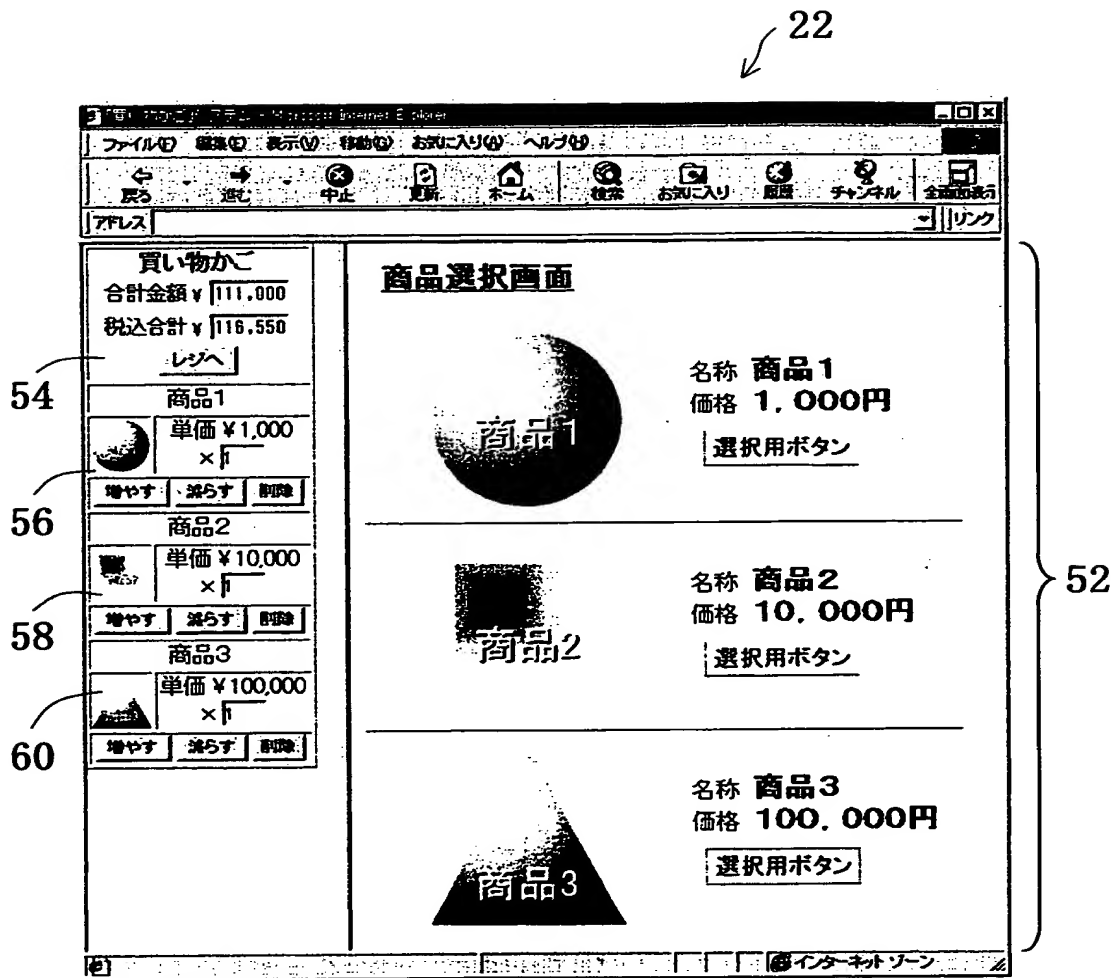 22
Microsoft Internet Explorer
ファイル(F) 編集(E) 表示(V) 移動(G) お気に入り(A) ヘルプ(H)
戻る 進む 中止 更新 ホーム 検索 お気に入り 履歴 チャンネル 全画面表示
アドレス リンク
買い物かご
合計金額 ¥ 111,000
税込合計 ¥ 116,550
レジへ
54
商品1
単価 ¥1,000
× 1
増やす 減らす 削除
56
商品2
単価 ¥10,000
× 1
増やす 減らす 削除
58
商品3
単価 ¥100,000
× 1
増やす 減らす 削除
60
商品選択画面
商品1
名称 商品1
価格 1,000円
選択用ボタン
商品2
名称 商品2
価格 10,000円
選択用ボタン
52
商品3
名称 商品3
価格 100,000円
選択用ボタン
インターネット ゾーン